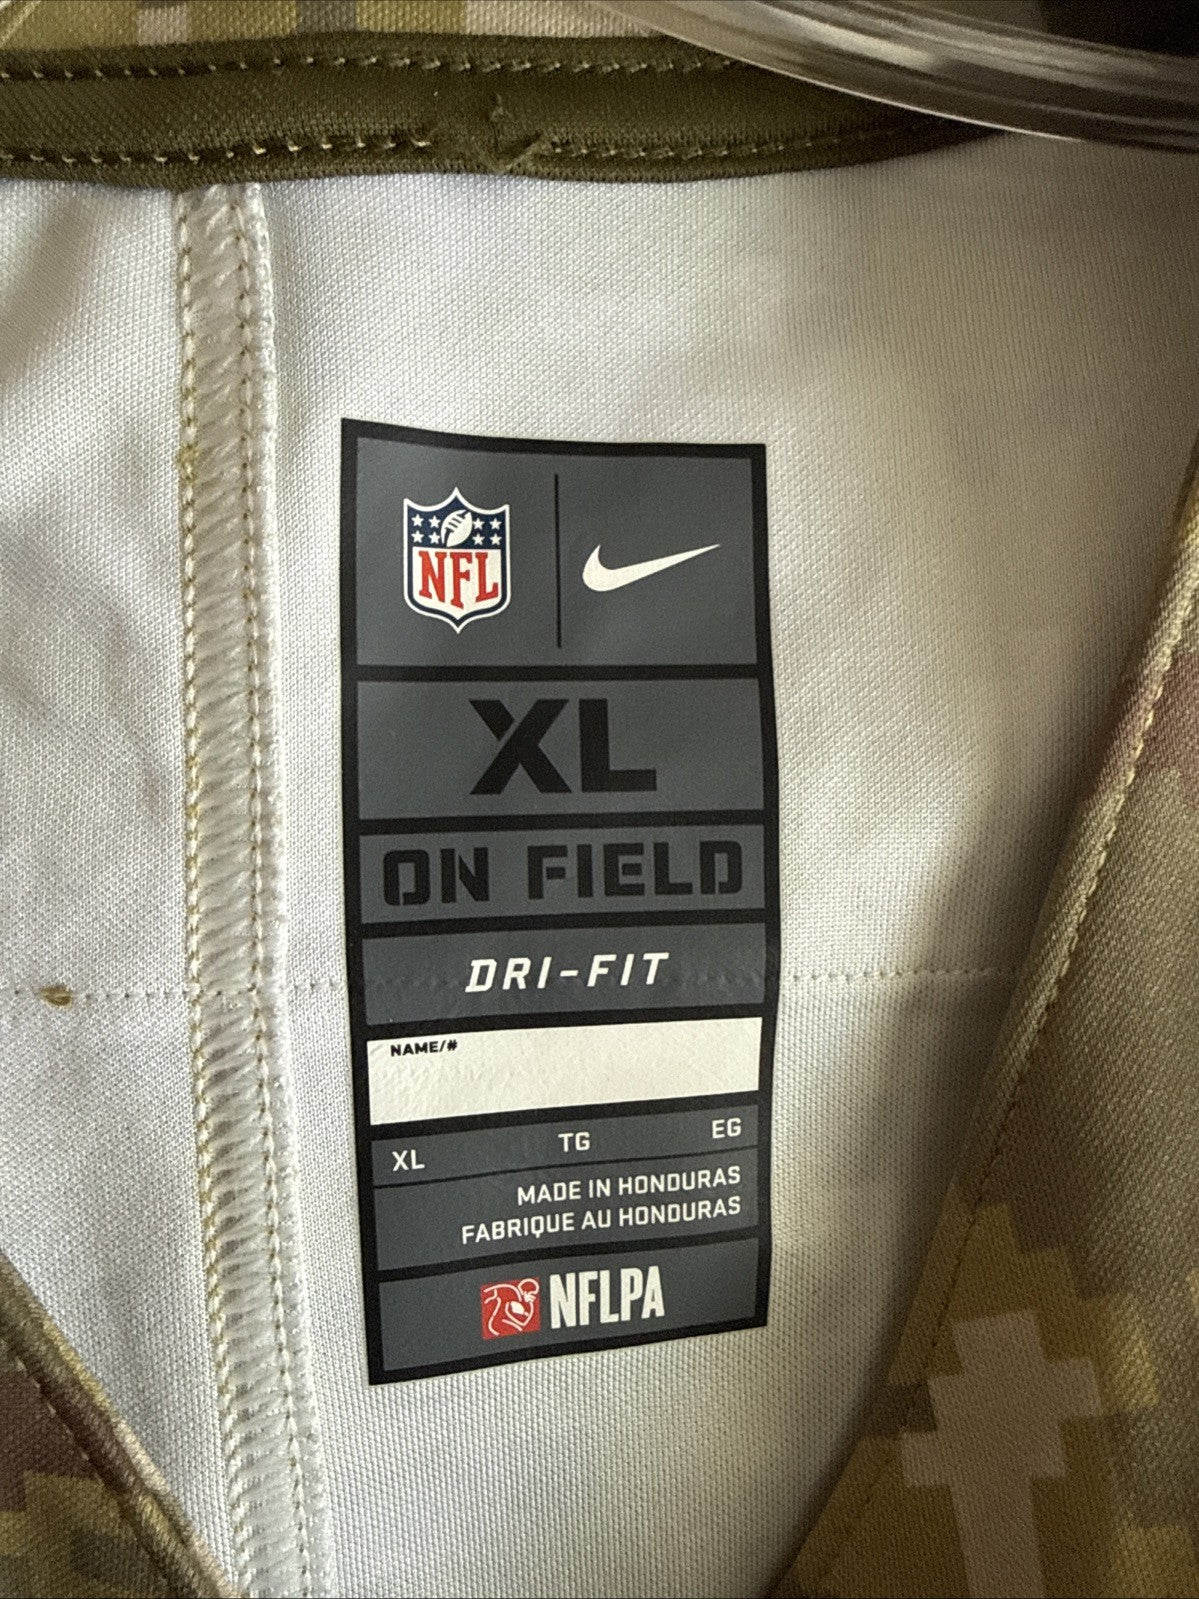 NFL
XL
ON FIELD
DRI-FIT
NAME/#
XL TG EG
MADE IN HONDURAS
FABRIQUE AU HONDURAS
NFLPA